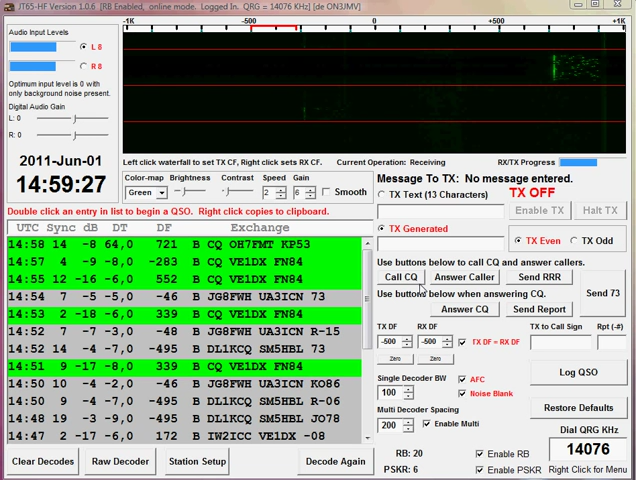 JT65-HF Version 1.0.6 [RB Enabled, online mode. Logged In. QRG = 14076 KHz] [de ON3JMV]
-1K -500 0 500 +1K
Audio Input Levels
L 8
R 8
Optimum input level is 0 with
only background noise present.
Digital Audio Gain
L: 0
R: 0
2011-Jun-01
14:59:27
Left click waterfall to set TX CF, Right click sets RX CF. Current Operation: Receiving RX/TX Progress
Color-map Brightness Contrast Speed Gain
Green 2 6 Smooth
Double click an entry in list to begin a QSO. Right click copies to clipboard.
UTC Sync dB DT DF Exchange
14:58 14 -8 64,0 721 B CQ OH7FMT KP53
14:57 4 -9 -8,0 -283 B CQ VE1DX FN84
14:55 12 -16 -6,0 552 B CQ VE1DX FN84
14:54 7 -5 -5,0 -46 B JG8FWH UA3ICN 73
14:53 2 -18 -6,0 339 B CQ VE1DX FN84
14:52 7 -7 -3,0 -48 B JG8FWH UA3ICN R-15
14:52 14 -4 -7,0 -495 B DL1KCQ SM5HBL 73
14:51 9 -17 -8,0 339 B CQ VE1DX FN84
14:50 10 -4 -2,0 -46 B JG8FWH UA3ICN KO86
14:50 9 -4 -7,0 -495 B DL1KCQ SM5HBL R-06
14:48 19 -3 -9,0 -495 B DL1KCQ SM5HBL JO78
14:47 2 -17 -6,0 172 B IW2ICC VE1DX -08
Clear Decodes Raw Decoder Station Setup Decode Again
Message To TX: No message entered.
TX Text (13 Characters) TX OFF
Enable TX Halt TX
TX Generated
TX Even TX Odd
Use buttons below to call CQ and answer callers.
Call CQ Answer Caller Send RRR
Send 73
Use buttons below when answering CQ.
Answer CQ Send Report
TX DF RX DF TX to Call Sign Rpt (-#)
-500 -500 TX DF = RX DF
Zero Zero
Single Decoder BW AFC
100 Noise Blank
Log QSO
Multi Decoder Spacing
200 Enable Multi
Restore Defaults
Dial QRG KHz
14076
RB: 20 Enable RB
PSKR: 6 Enable PSKR Right Click for Menu